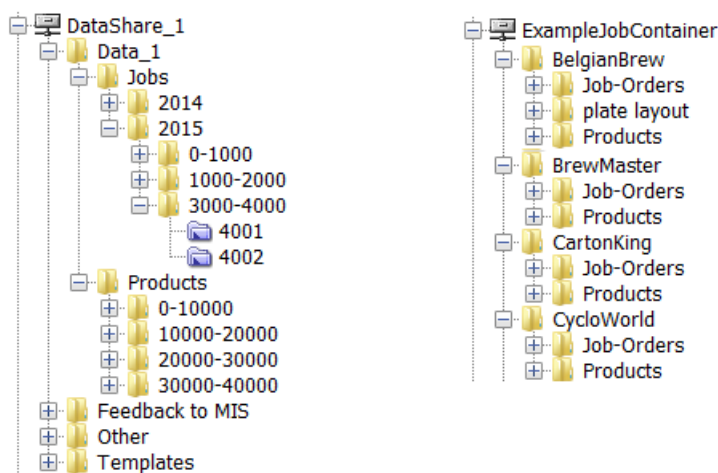 DataShare_1
Data_1
Jobs
2014
2015
0-1000
1000-2000
3000-4000
4001
4002
Products
0-10000
10000-20000
20000-30000
30000-40000
Feedback to MIS
Other
Templates
ExampleJobContainer
BelgianBrew
Job-Orders
plate layout
Products
BrewMaster
Job-Orders
Products
CartonKing
Job-Orders
Products
CycloWorld
Job-Orders
Products